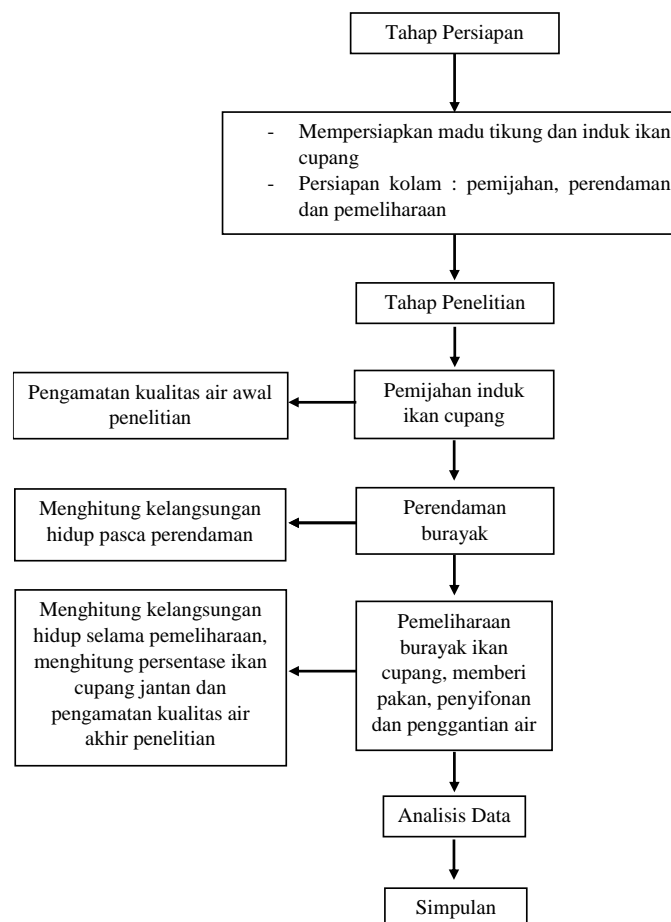 Tahap Persiapan
- Mempersiapkan madu tikung dan induk ikan
cupang
- Persiapan kolam : pemijahan, perendaman
dan pemeliharaan
Tahap Penelitian
Pengamatan kualitas air awal
penelitian
Pemijahan induk
ikan cupang
Menghitung kelangsungan
hidup pasca perendaman
Perendaman
burayak
Menghitung kelangsungan
hidup selama pemeliharaan,
menghitung persentase ikan
cupang jantan dan
pengamatan kualitas air
akhir penelitian
Pemeliharaan
burayak ikan
cupang, memberi
pakan, penyifonan
dan penggantian air
Analisis Data
Simpulan